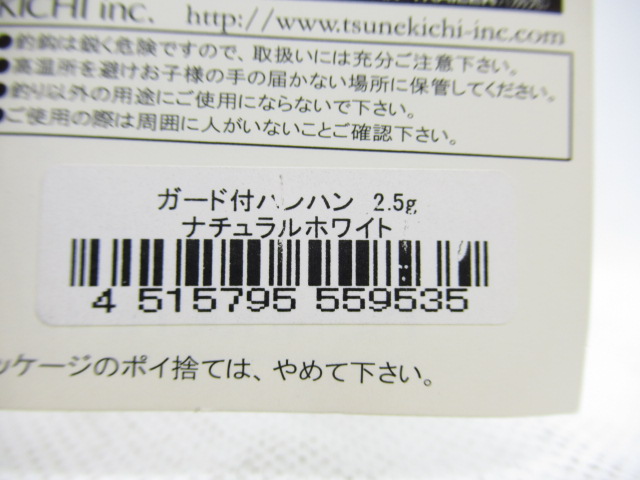 KICHI inc. http://www.tsunekichi-inc.com
●釣鈎は鋭く危険ですので、取扱いには充分ご注意下さい。
●高温所を避けお子様の手の届かない場所に保管してください。
●釣り以外の用途にご使用にならないで下さい。
●ご使用の際は周囲に人がいないことご確認下さい。
ガード付ハンハン 2.5g
ナチュラルホワイト
4 515795 559535
ッケージのポイ捨ては、やめて下さい。